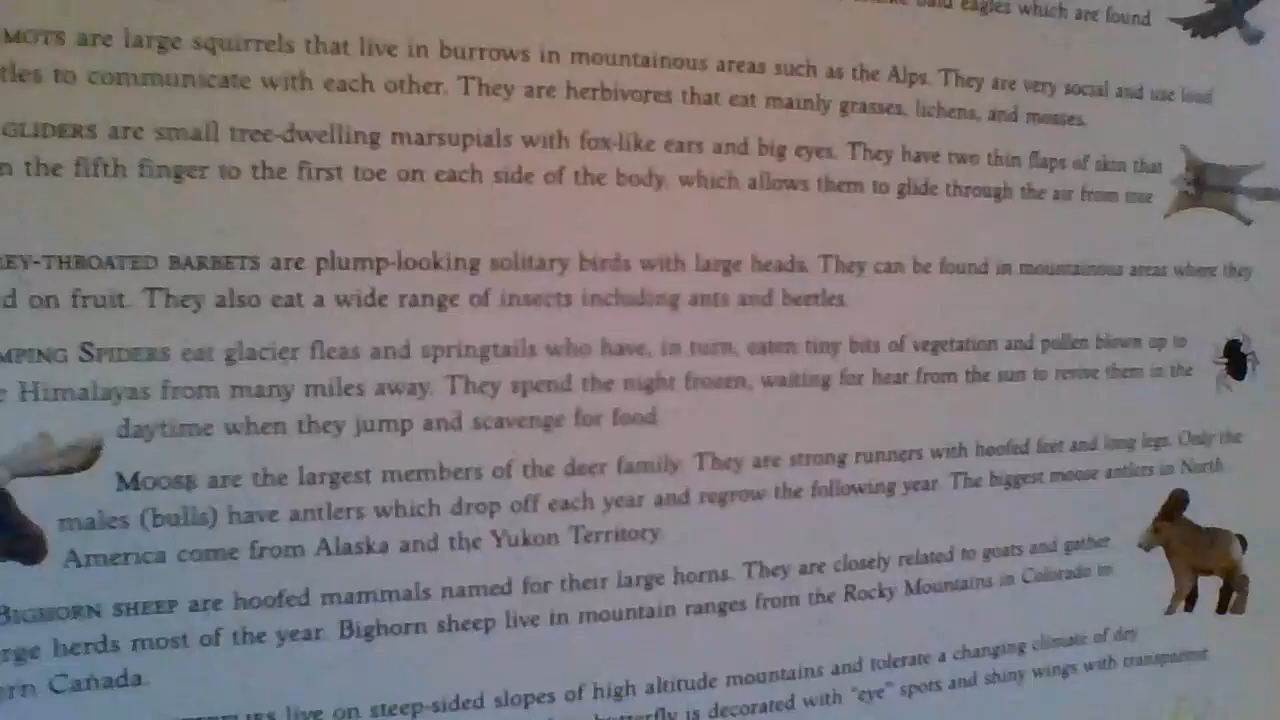 bald eagles which are found
MOTS are large squirrels that live in burrows in mountainous areas such as the Alps. They are very social and use loud
tles to communicate with each other. They are herbivores that eat mainly grasses, lichens, and mosses.
GLIDERS are small tree-dwelling marsupials with fox-like ears and big eyes. They have two thin flaps of skin that
n the fifth finger to the first toe on each side of the body, which allows them to glide through the air from tree
EY-THROATED BARBETS are plump-looking solitary birds with large heads. They can be found in mountainous areas where they
d on fruit. They also eat a wide range of insects including ants and beetles.
MPING SPIDERS eat glacier fleas and springtails who have, in turn, eaten tiny bits of vegetation and pollen blown up to
e Himalayas from many miles away. They spend the night frozen, waiting for heat from the sun to revive them in the
daytime when they jump and scavenge for food.
MOOSE are the largest members of the deer family. They are strong runners with hoofed feet and long legs. Only the
males (bulls) have antlers which drop off each year and regrow the following year. The biggest moose antlers in North
America come from Alaska and the Yukon Territory.
BIGHORN SHEEP are hoofed mammals named for their large horns. They are closely related to goats and gather
rge herds most of the year. Bighorn sheep live in mountain ranges from the Rocky Mountains in Colorado to
ern Canada.
live on steep-sided slopes of high altitude mountains and tolerate a changing climate of dry
is decorated with "eye" spots and shiny wings with transparent